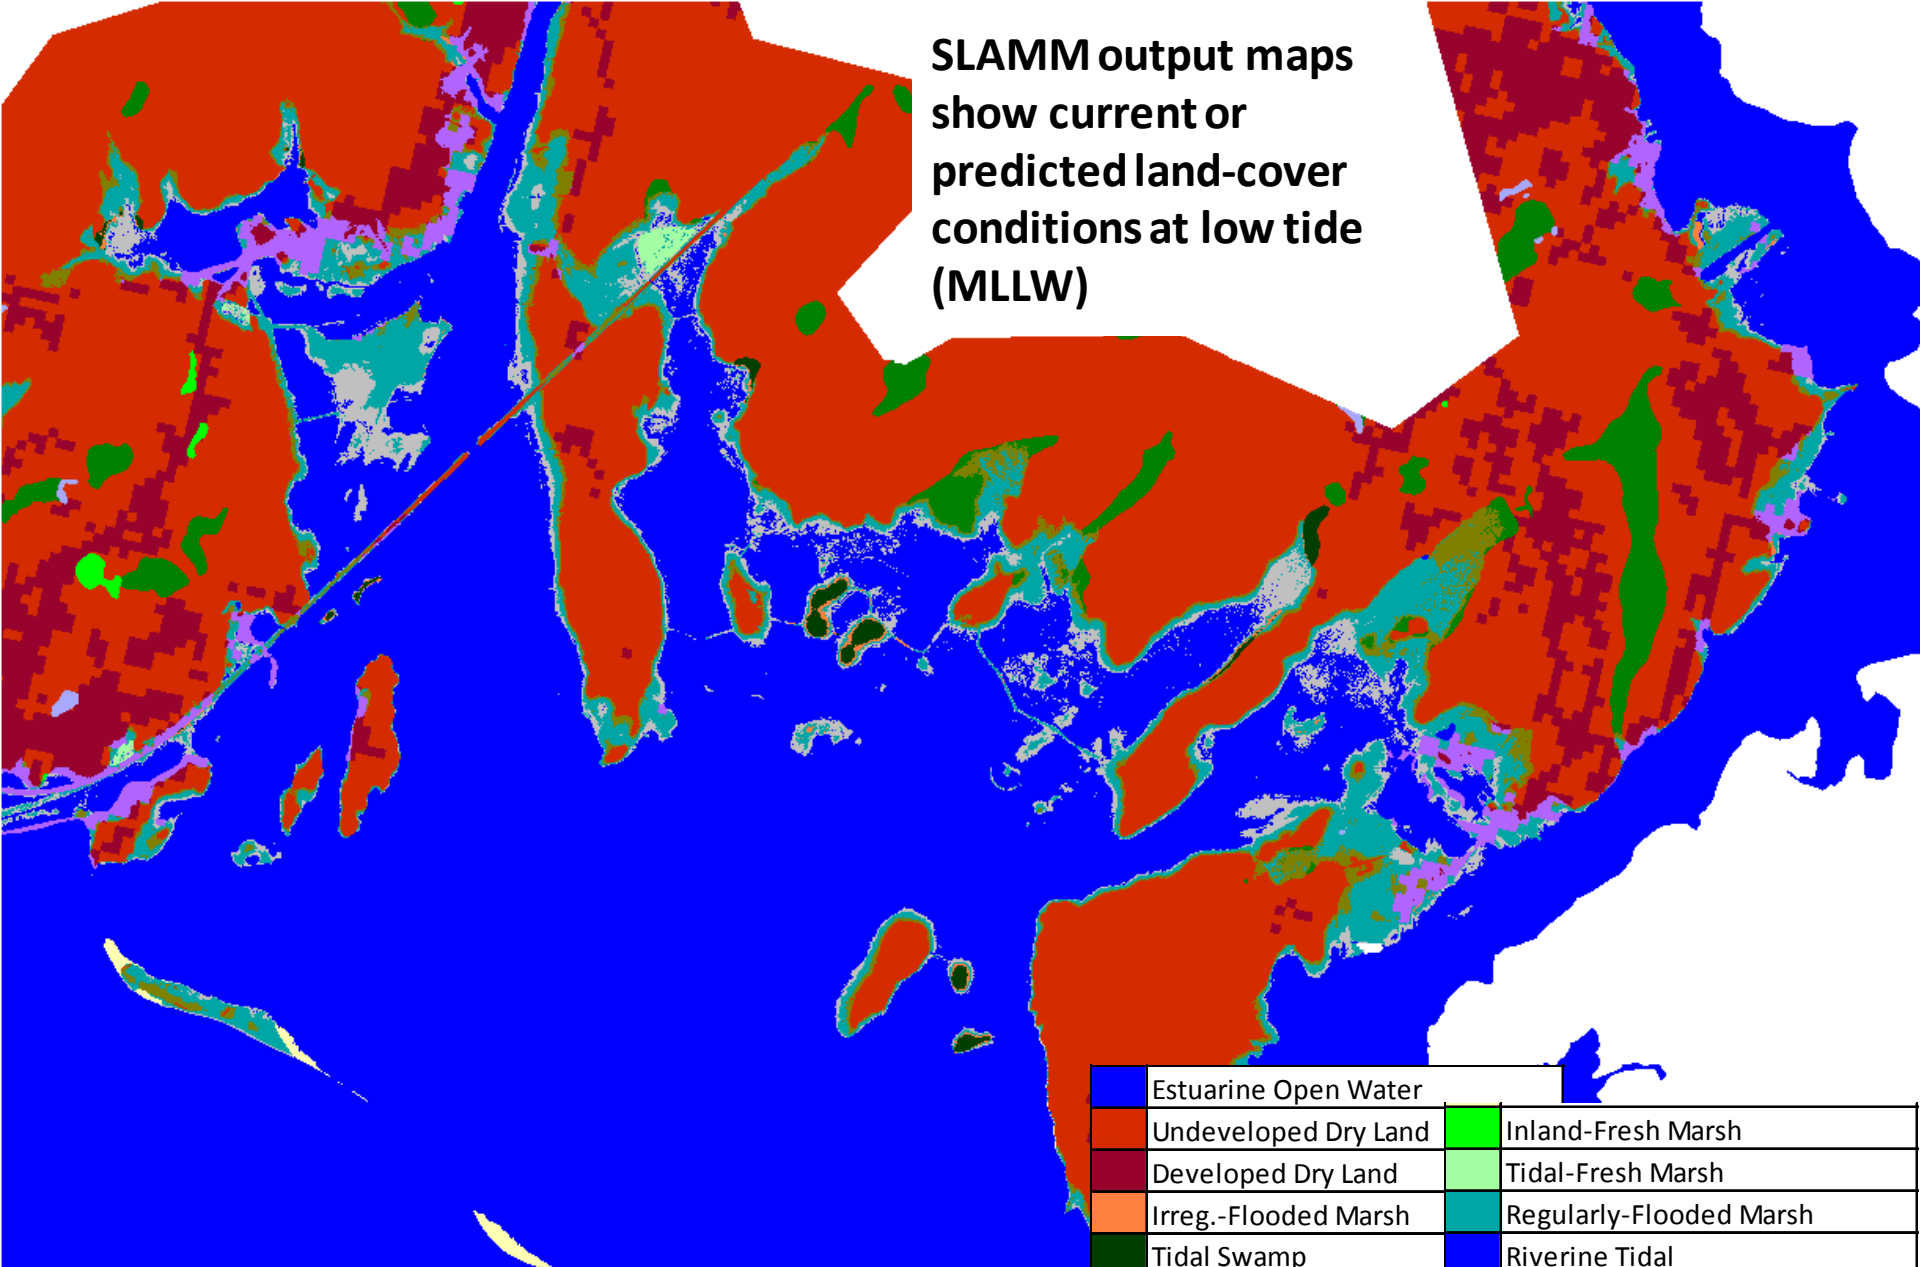 SLAMM output maps
show current or
predicted land-cover
conditions at low tide
(MLLW)
Estuarine Open Water
Undeveloped Dry Land
Inland-Fresh Marsh
Developed Dry Land
Tidal-Fresh Marsh
Irreg.-Flooded Marsh
Regularly-Flooded Marsh
Tidal Swamp
Riverine Tidal